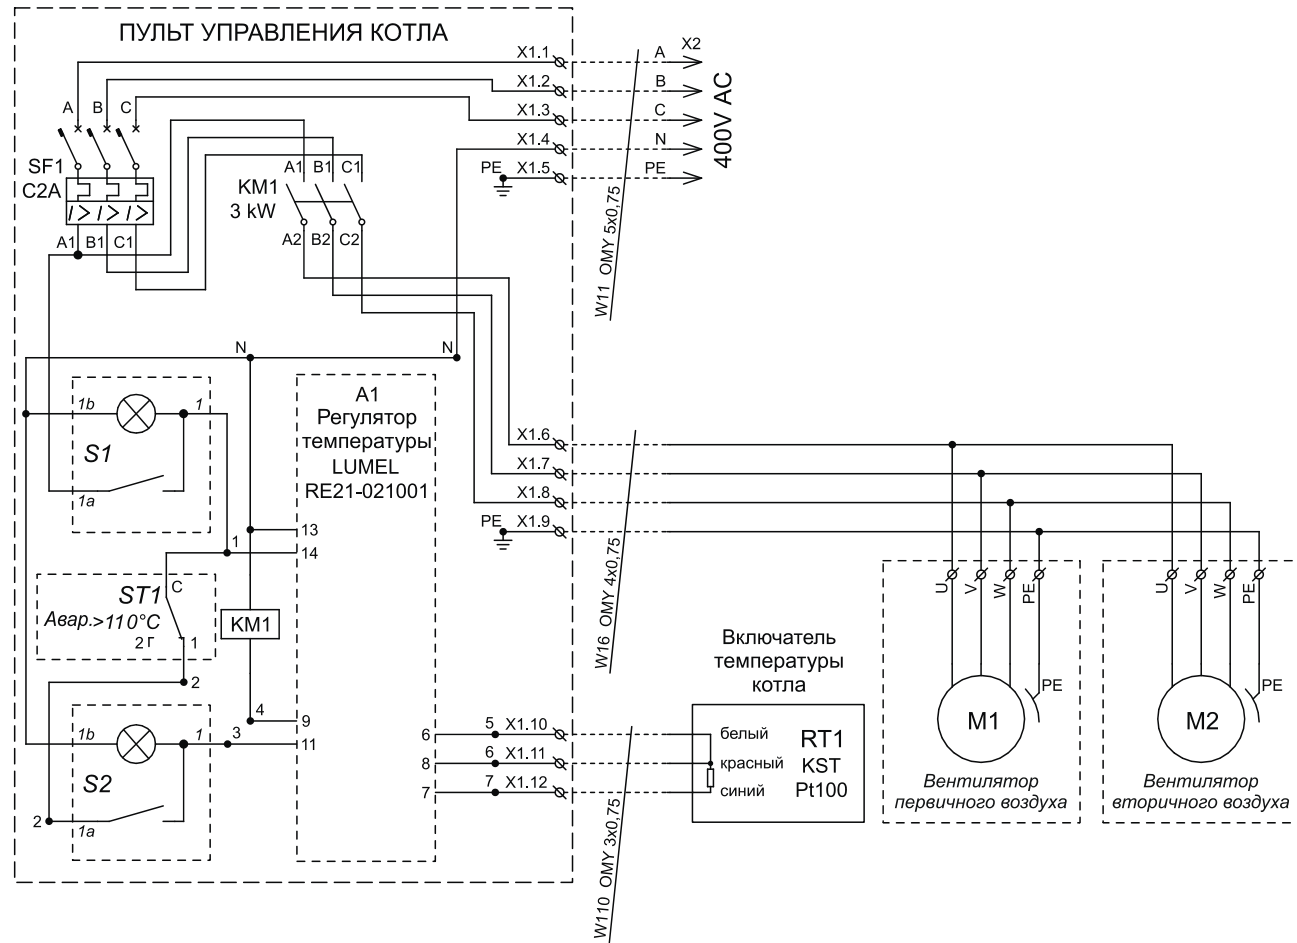 ПУЛЬТ УПРАВЛЕНИЯ КОТЛА
X1.1 A X2
X1.2 B
X1.3 C
X1.4 N
PE X1.5 PE
400V AC
W11 OMY 5x0,75
A B C
SF1
C2A
I> I> I>
A1 B1 C1
A1 B1 C1
KM1
3 kW
A2 B2 C2
N N
1b 1
S1
1a
A1
Регулятор
температуры
LUMEL
RE21-021001
13
1 14
X1.6
X1.7
X1.8
PE X1.9
W16 OMY 4x0,75
ST1 C
Авар.>110°C
2 Г 1
2
KM1
4 9
1b 1 3 11
S2
2 1a
6 5 X1.10
8 6 X1.11
7 7 X1.12
W110 OMY 3x0,75
Включатель
температуры
котла
белый RT1
красный KST
синий Pt100
U V W PE
PE
M1
Вентилятор
первичного воздуха
U V W PE
PE
M2
Вентилятор
вторичного воздуха